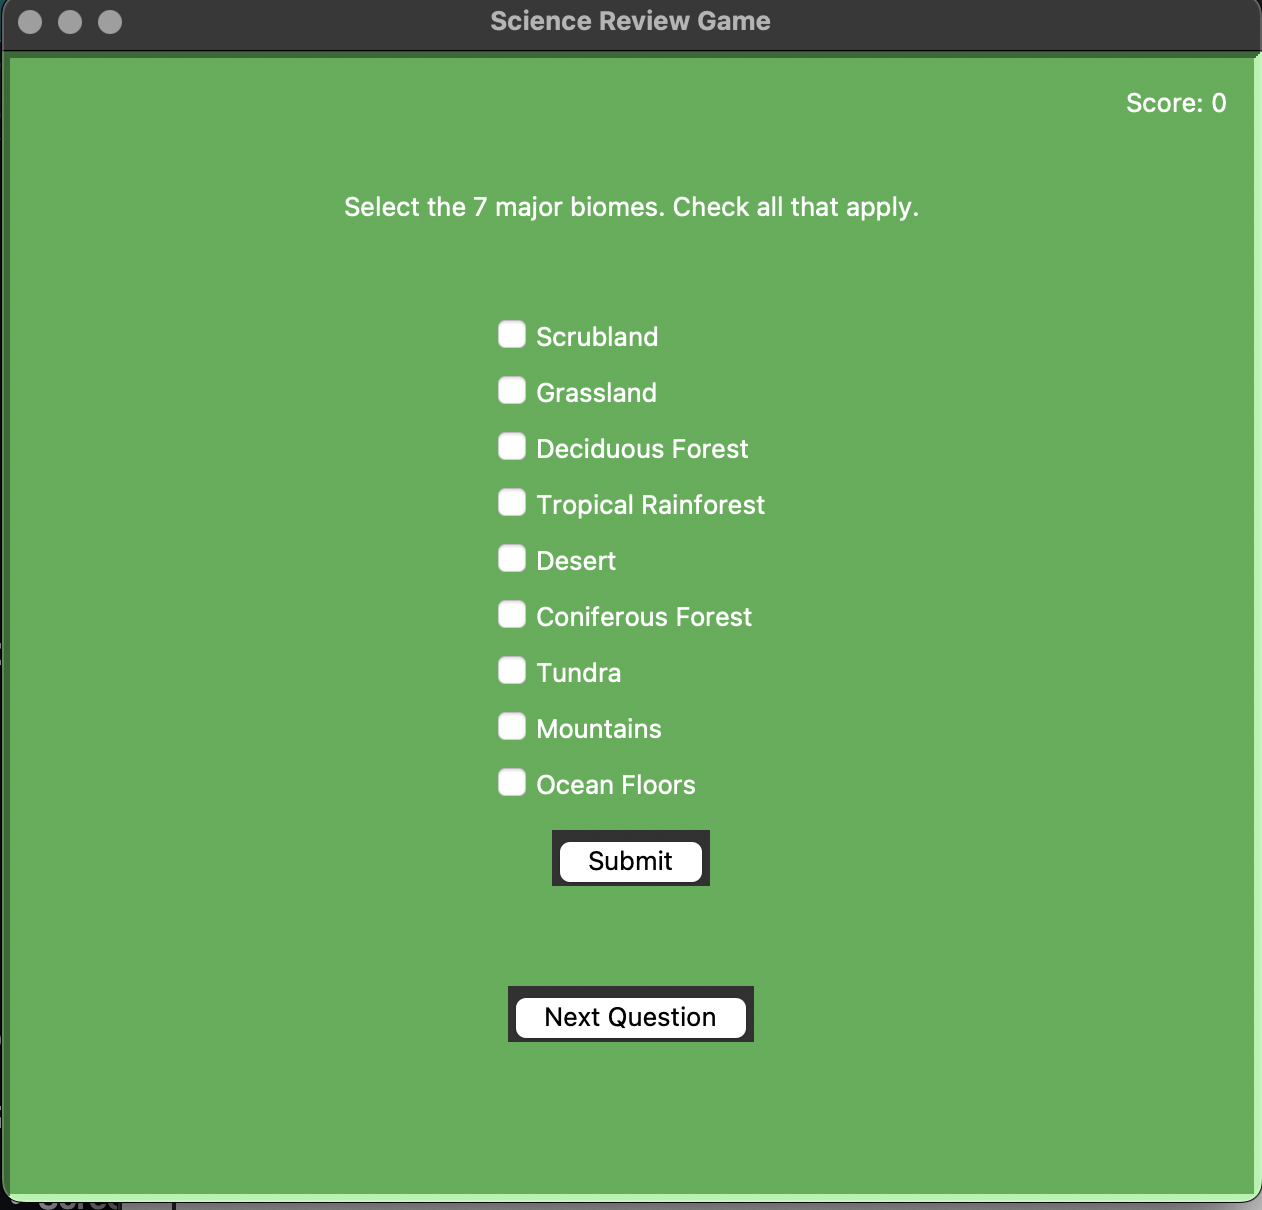 Science Review Game
Score: 0
Select the 7 major biomes. Check all that apply.
Scrubland
Grassland
Deciduous Forest
Tropical Rainforest
Desert
Coniferous Forest
Tundra
Mountains
Ocean Floors
Submit
Next Question